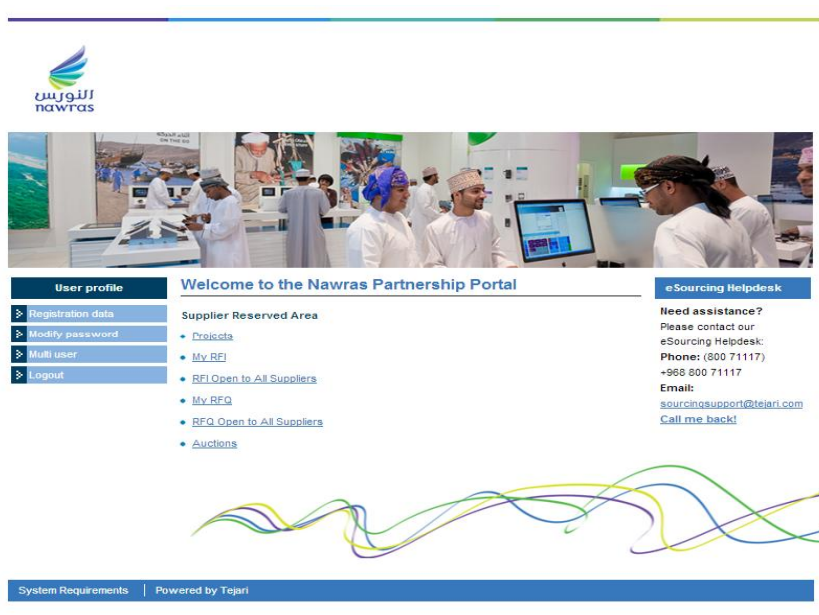 النورس
nawras
ON THE GO
User profile
Registration data
Modify password
Multi user
Logout
Welcome to the Nawras Partnership Portal
Supplier Reserved Area
Projects
My RFI
RFI Open to All Suppliers
My RFQ
RFQ Open to All Suppliers
Auctions
eSourcing Helpdesk
Need assistance?
Please contact our
eSourcing Helpdesk:
Phone: (800 71117)
+968 800 71117
Email:
sourcingsupport@tejari.com
Call me back!
System Requirements
Powered by Tejari